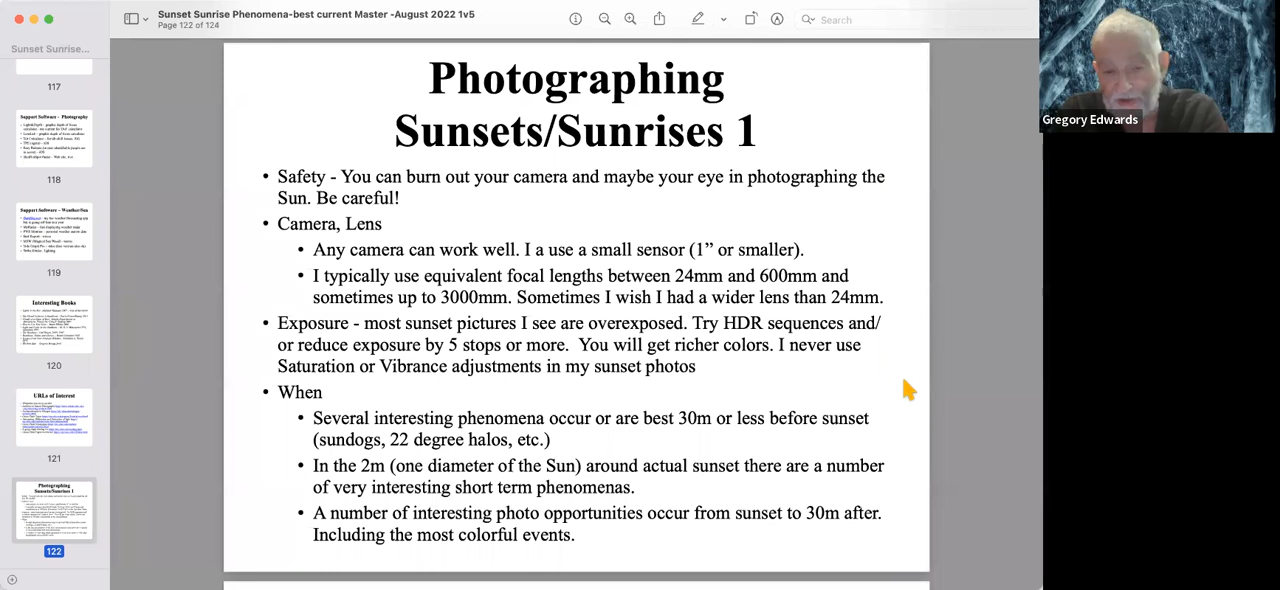 Sunset Sunrise Phenomena-best current Master -August 2022 1v5
Page 122 of 124
Search
Sunset Sunrise...
117
Support Software - Photography
118
Support Software - Weather/Sun
119
Interesting Books
120
URLs of Interest
121
Photographing
Sunsets/Sunrises 1
122
Photographing
Sunsets/Sunrises 1
• Safety - You can burn out your camera and maybe your eye in photographing the
Sun. Be careful!
• Camera, Lens
• Any camera can work well. I a use a small sensor (1” or smaller).
• I typically use equivalent focal lengths between 24mm and 600mm and
sometimes up to 3000mm. Sometimes I wish I had a wider lens than 24mm.
• Exposure - most sunset pictures I see are overexposed. Try HDR sequences and/
or reduce exposure by 5 stops or more. You will get richer colors. I never use
Saturation or Vibrance adjustments in my sunset photos
• When
• Several interesting phenomena occur or are best 30m or less before sunset
(sundogs, 22 degree halos, etc.)
• In the 2m (one diameter of the Sun) around actual sunset there are a number
of very interesting short term phenomenas.
• A number of interesting photo opportunities occur from sunset to 30m after.
Including the most colorful events.
Gregory Edwards